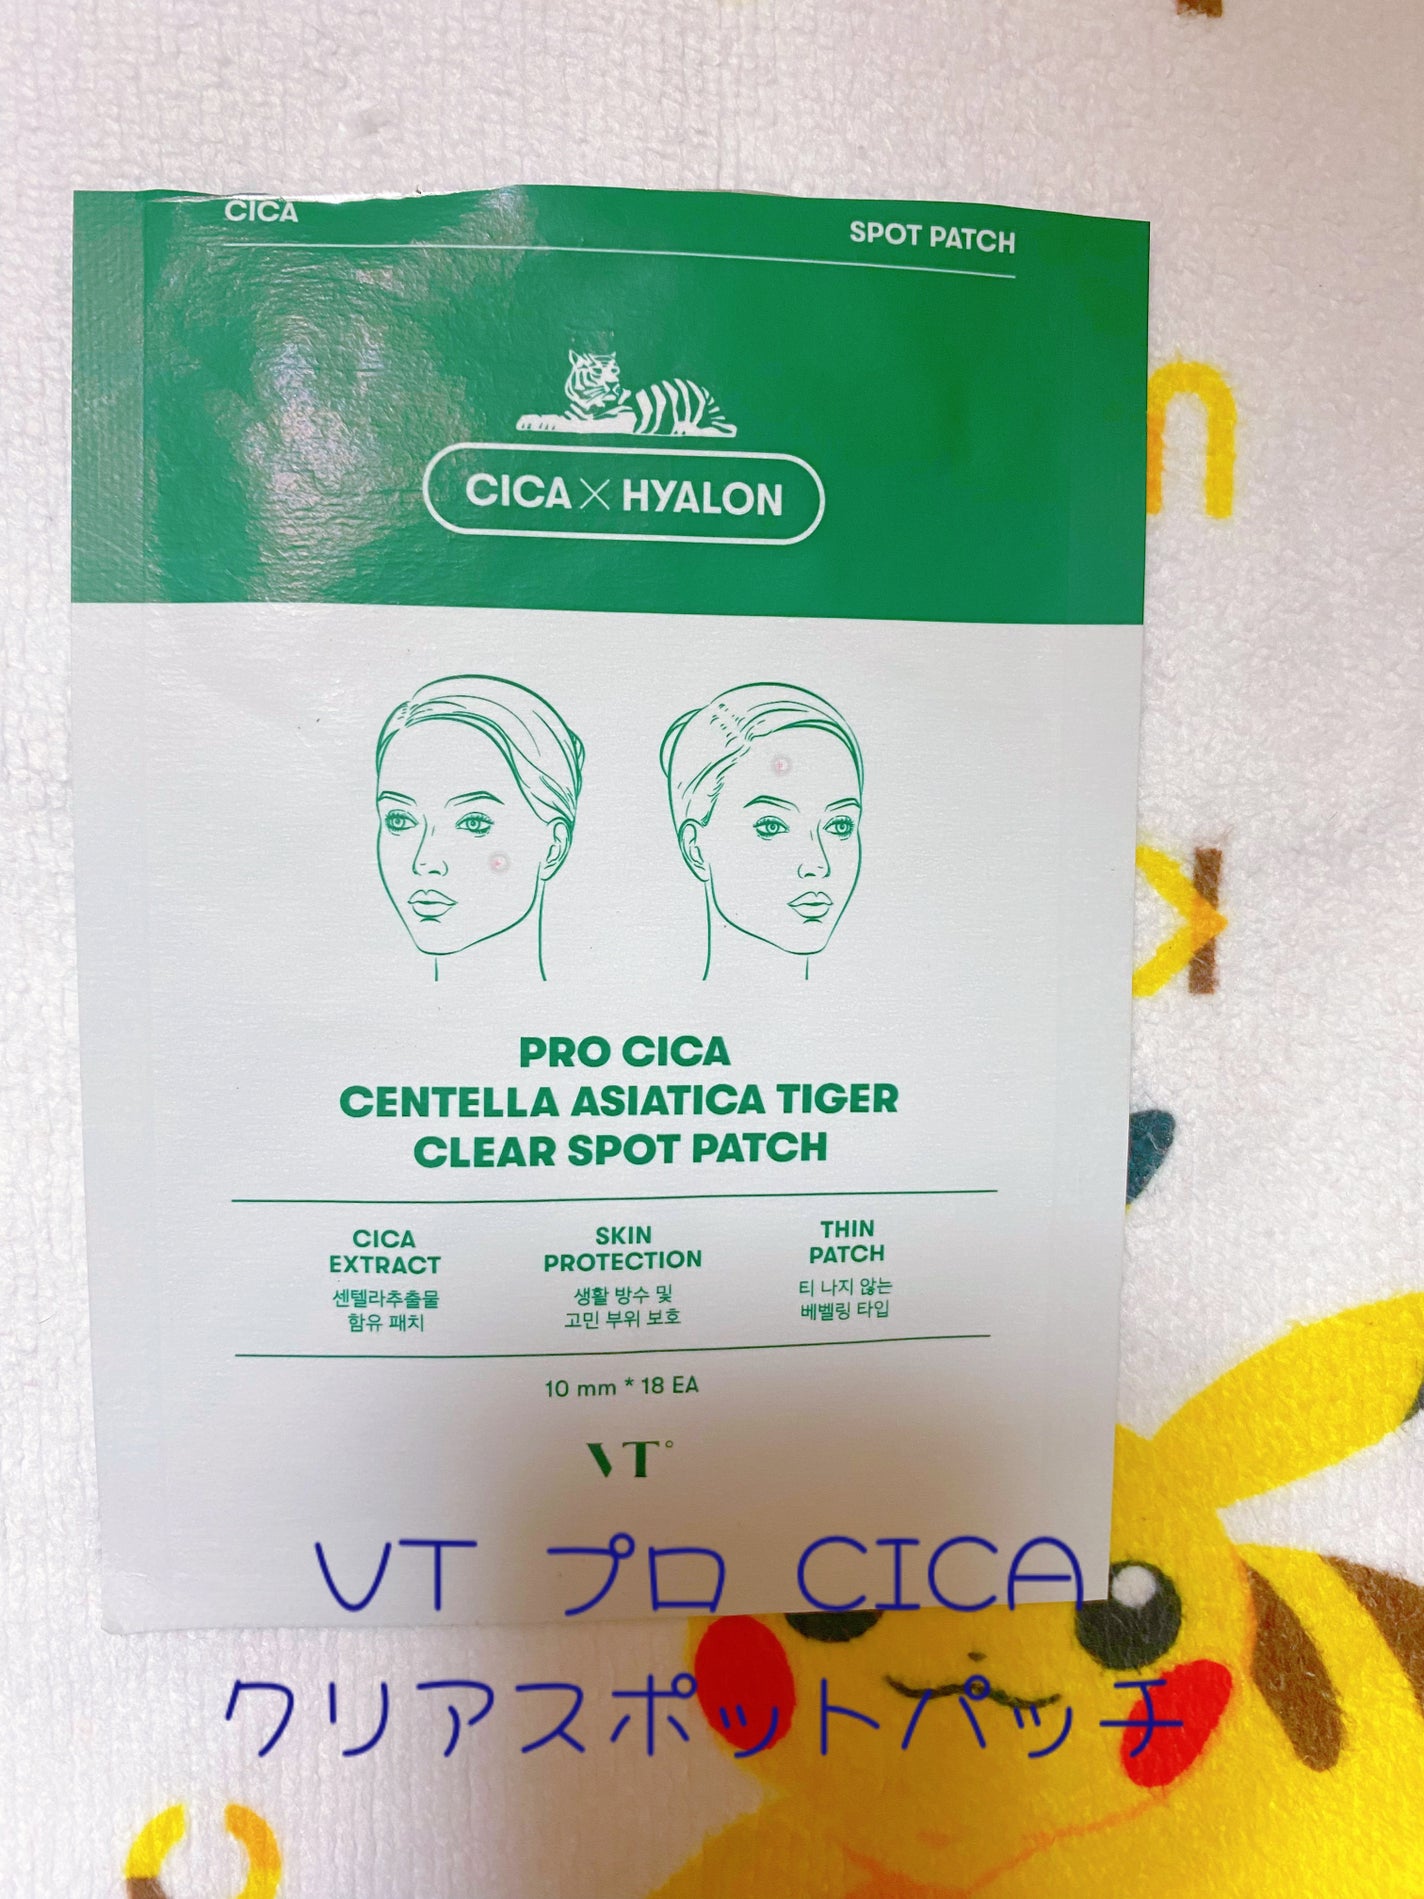 CICA
SPOT PATCH
CICA × HYALON
PRO CICA
CENTELLA ASIATICA TIGER
CLEAR SPOT PATCH
CICA
EXTRACT
센텔라추출물
함유 패치
SKIN
PROTECTION
생활 방수 및
고민 부위 보호
THIN
PATCH
티 나지 않는
베벨링 타입
10 mm * 18 EA
VT
VT プロ CICA
クリアスポットパッチ